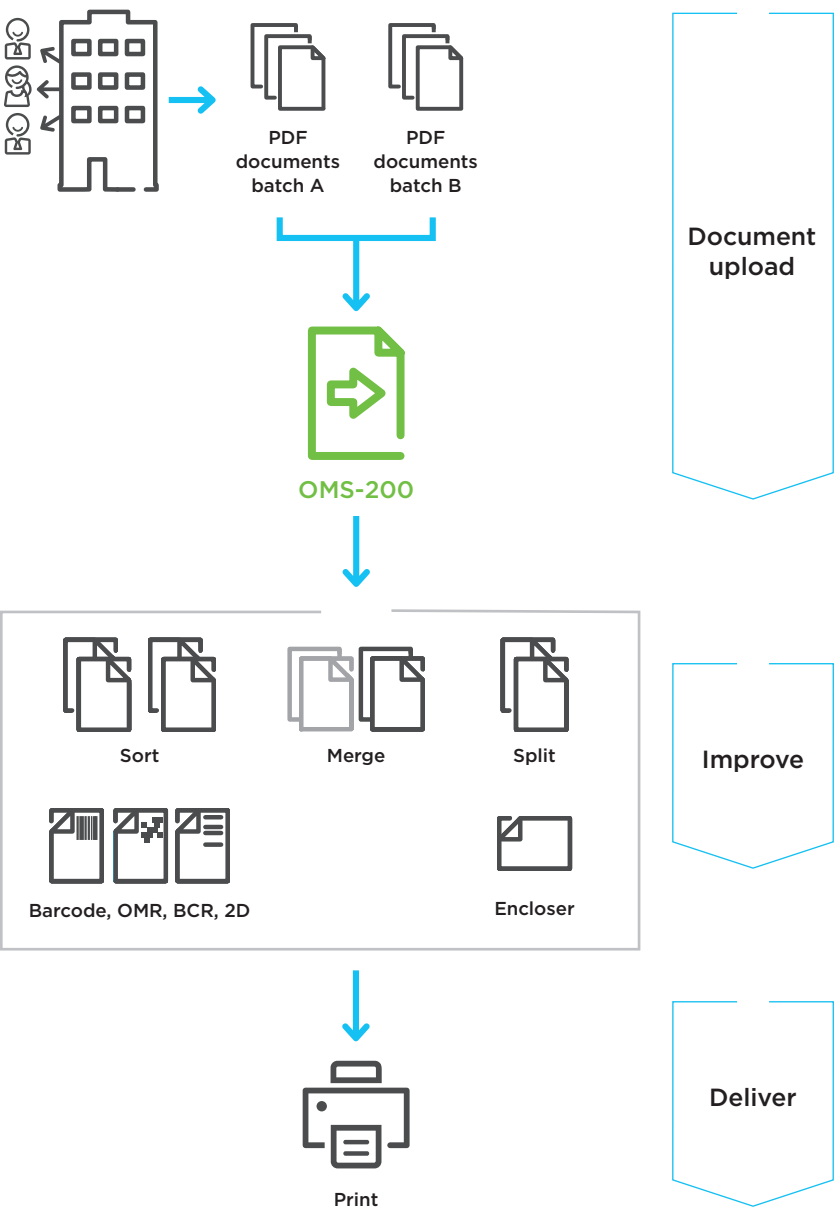 PDF
documents
batch A
PDF
documents
batch B
Document
upload
OMS-200
Sort
Merge
Split
Improve
Barcode, OMR, BCR, 2D
Encloser
Deliver
Print